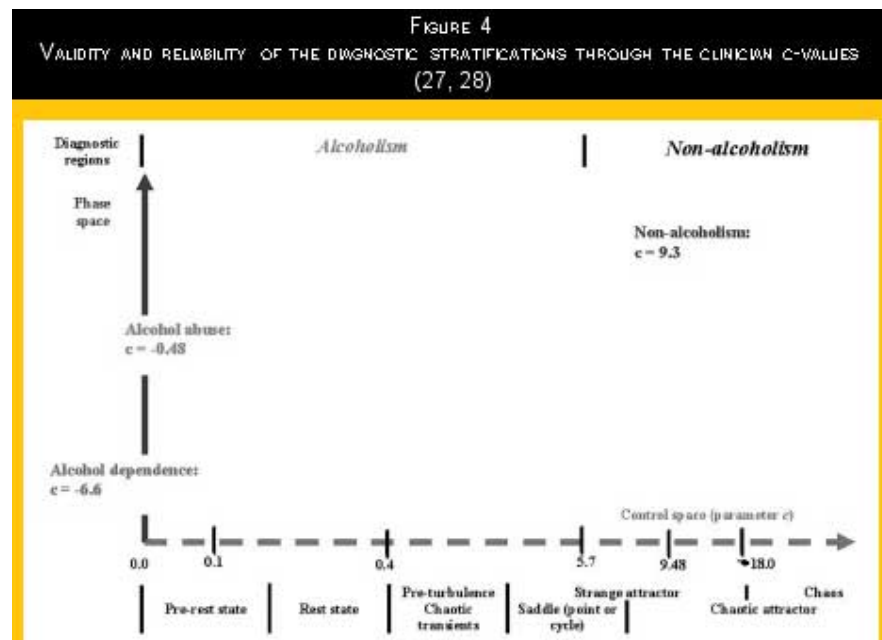 FIGURE 4
VALIDITY AND RELIABILITY OF THE DIAGNOSTIC STRATIFICATIONS THROUGH THE CLINICIAN C-VALUES
(27, 28)
Diagnostic
regions
Alcoholism
Non-alcoholism
Phase
space
Non-alcoholism:
c = 9.3
Alcohol abuse:
c = -0.48
Alcohol dependence:
c = -6.6
Control space (parameter c)
0.0 0.1 0.4 5.7 9.48 ~18.0
Pre-rest state
Rest state
Pre-turbulence
Chaotic
transients
Saddle (point or
cycle)
Strange attractor
Chaotic attractor
Chaos